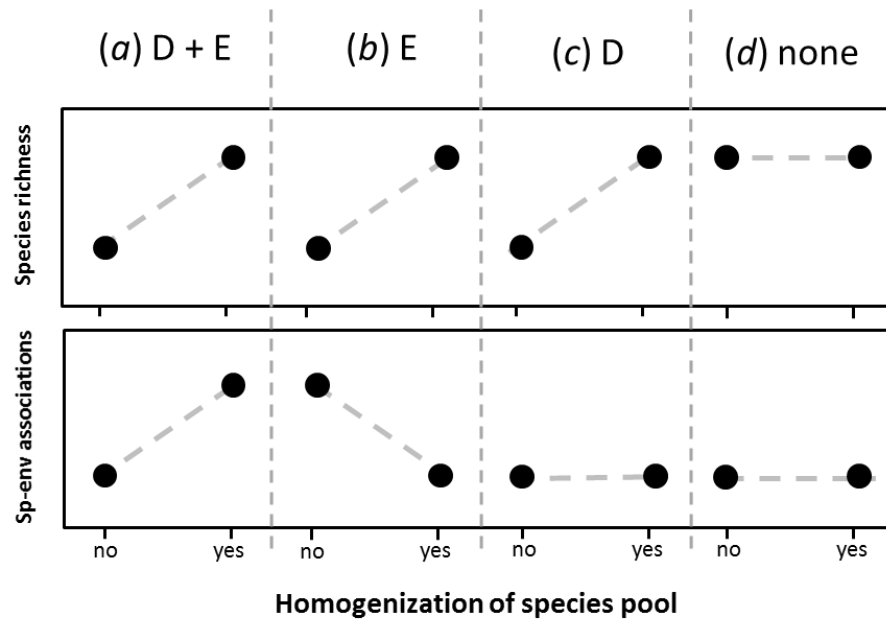 (a) D + E (b) E (c) D (d) none
Species richness
Sp-env associations
no yes no yes no yes no yes
Homogenization of species pool